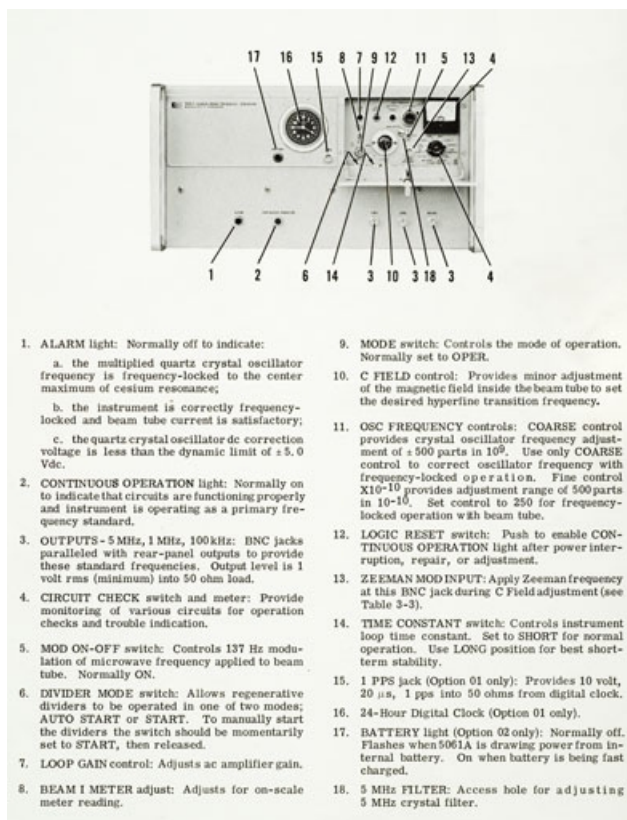 17 16 15 8 7 9 12 11 5 13 4
1 2 6 14 3 10 3 18 3 4
1. ALARM light: Normally off to indicate:
a. the multiplied quartz crystal oscillator
frequency is frequency-locked to the center
maximum of cesium resonance;
b. the instrument is correctly frequency-
locked and beam tube current is satisfactory;
c. the quartz crystal oscillator dc correction
voltage is less than the dynamic limit of ± 5.0
Vdc.
2. CONTINUOUS OPERATION light: Normally on
to indicate that circuits are functioning properly
and instrument is operating as a primary fre-
quency standard.
3. OUTPUTS - 5 MHz, 1 MHz, 100 kHz: BNC jacks
paralleled with rear-panel outputs to provide
these standard frequencies. Output level is 1
volt rms (minimum) into 50 ohm load.
4. CIRCUIT CHECK switch and meter: Provide
monitoring of various circuits for operation
checks and trouble indication.
5. MOD ON-OFF switch: Controls 137 Hz modu-
lation of microwave frequency applied to beam
tube. Normally ON.
6. DIVIDER MODE switch: Allows regenerative
dividers to be operated in one of two modes;
AUTO START or START. To manually start
the dividers the switch should be momentarily
set to START, then released.
7. LOOP GAIN control: Adjusts ac amplifier gain.
8. BEAM I METER adjust: Adjusts for on-scale
meter reading.
9. MODE switch: Controls the mode of operation.
Normally set to OPER.
10. C FIELD control: Provides minor adjustment
of the magnetic field inside the beam tube to set
the desired hyperfine transition frequency.
11. OSC FREQUENCY controls: COARSE control
provides crystal oscillator frequency adjust-
ment of ± 500 parts in 10⁹. Use only COARSE
control to correct oscillator frequency with
frequency-locked operation. Fine control
X10⁻¹⁰ provides adjustment range of 500 parts
in 10⁻¹⁰. Set control to 250 for frequency-
locked operation with beam tube.
12. LOGIC RESET switch: Push to enable CON-
TINUOUS OPERATION light after power inter-
ruption, repair, or adjustment.
13. ZEEMAN MOD INPUT: Apply Zeeman frequency
at this BNC jack during C Field adjustment (see
Table 3-3).
14. TIME CONSTANT switch: Controls instrument
loop time constant. Set to SHORT for normal
operation. Use LONG position for best short-
term stability.
15. 1 PPS jack (Option 01 only): Provides 10 volt,
20 µs, 1 pps into 50 ohms from digital clock.
16. 24-Hour Digital Clock (Option 01 only).
17. BATTERY light (Option 02 only): Normally off.
Flashes when 5061A is drawing power from in-
ternal battery. On when battery is being fast
charged.
18. 5 MHz FILTER: Access hole for adjusting
5 MHz crystal filter.